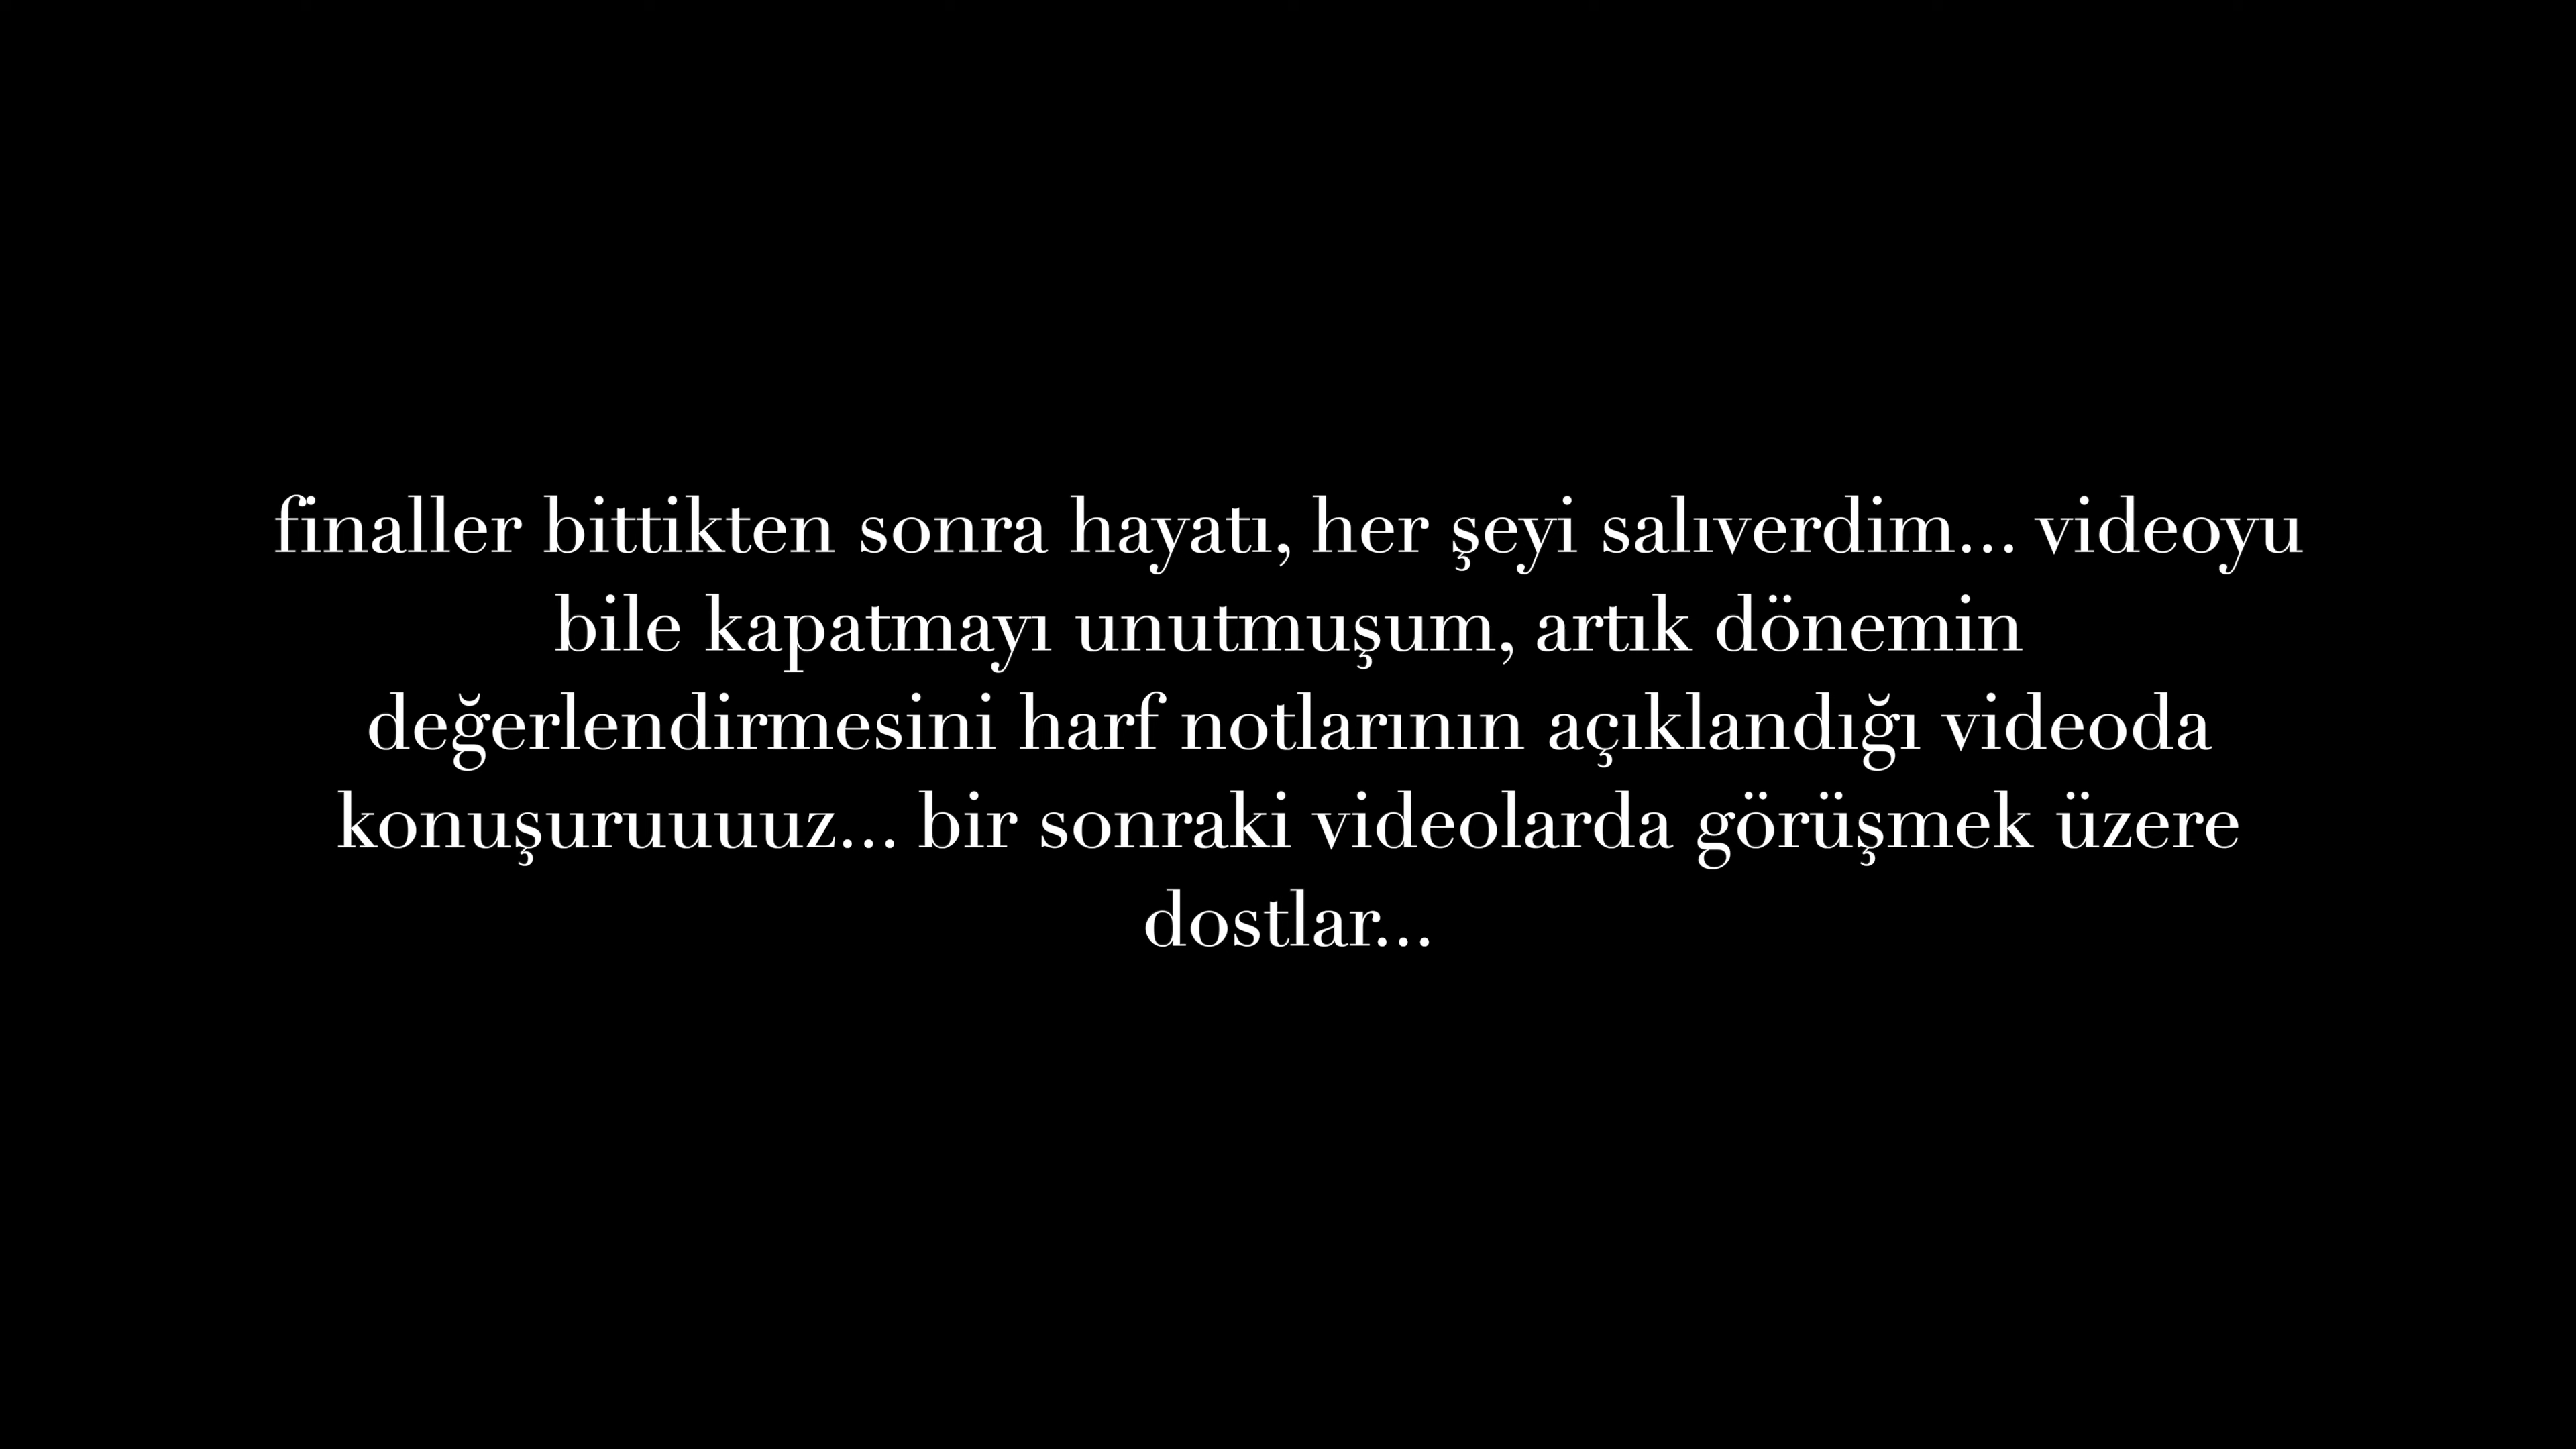 finaller bittikten sonra hayatı, her şeyi salıverdim... videoyu
bile kapatmayı unutmuşum, artık dönemin
değerlendirmesini harf notlarının açıklandığı videoda
konuşuruuuuz... bir sonraki videolarda görüşmek üzere
dostlar...